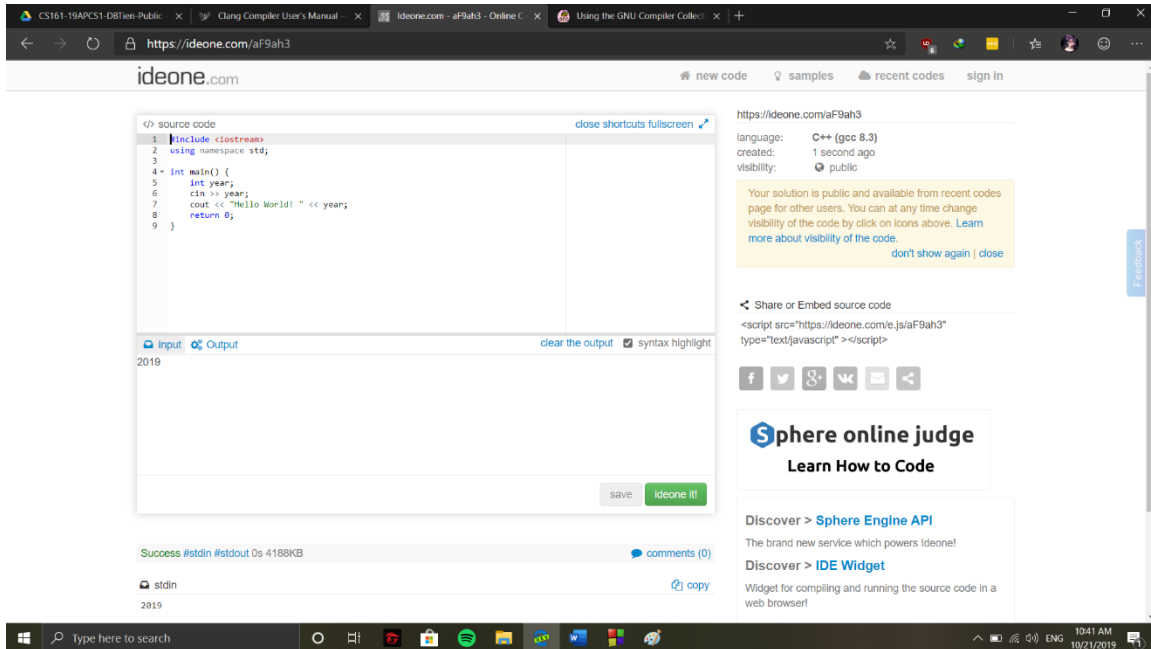 CS161-19APCS1-DBTien-Public
Clang Compiler User's Manual —
Ideone.com - aF9ah3 - Online C
Using the GNU Compiler Collecti
https://ideone.com/aF9ah3
6
ideone.com
new code
samples
recent codes
sign in
</> source code
close shortcuts fullscreen
1 #include <iostream>
2 using namespace std;
3
4 int main() {
5 int year;
6 cin >> year;
7 cout << "Hello World! " << year;
8 return 0;
9 }
Input Output
clear the output syntax highlight
2019
save ideone it!
Success #stdin #stdout 0s 4188KB
comments (0)
stdin
copy
2019
https://ideone.com/aF9ah3
language: C++ (gcc 8.3)
created: 1 second ago
visibility: public
Your solution is public and available from recent codes
page for other users. You can at any time change
visibility of the code by click on icons above. Learn
more about visibility of the code.
don't show again | close
Share or Embed source code
<script src="https://ideone.com/e.js/aF9ah3"
type="text/javascript" ></script>
Sphere online judge
Learn How to Code
Discover > Sphere Engine API
The brand new service which powers Ideone!
Discover > IDE Widget
Widget for compiling and running the source code in a
web browser!
Feedback
Type here to search
ENG
10:41 AM
10/21/2019